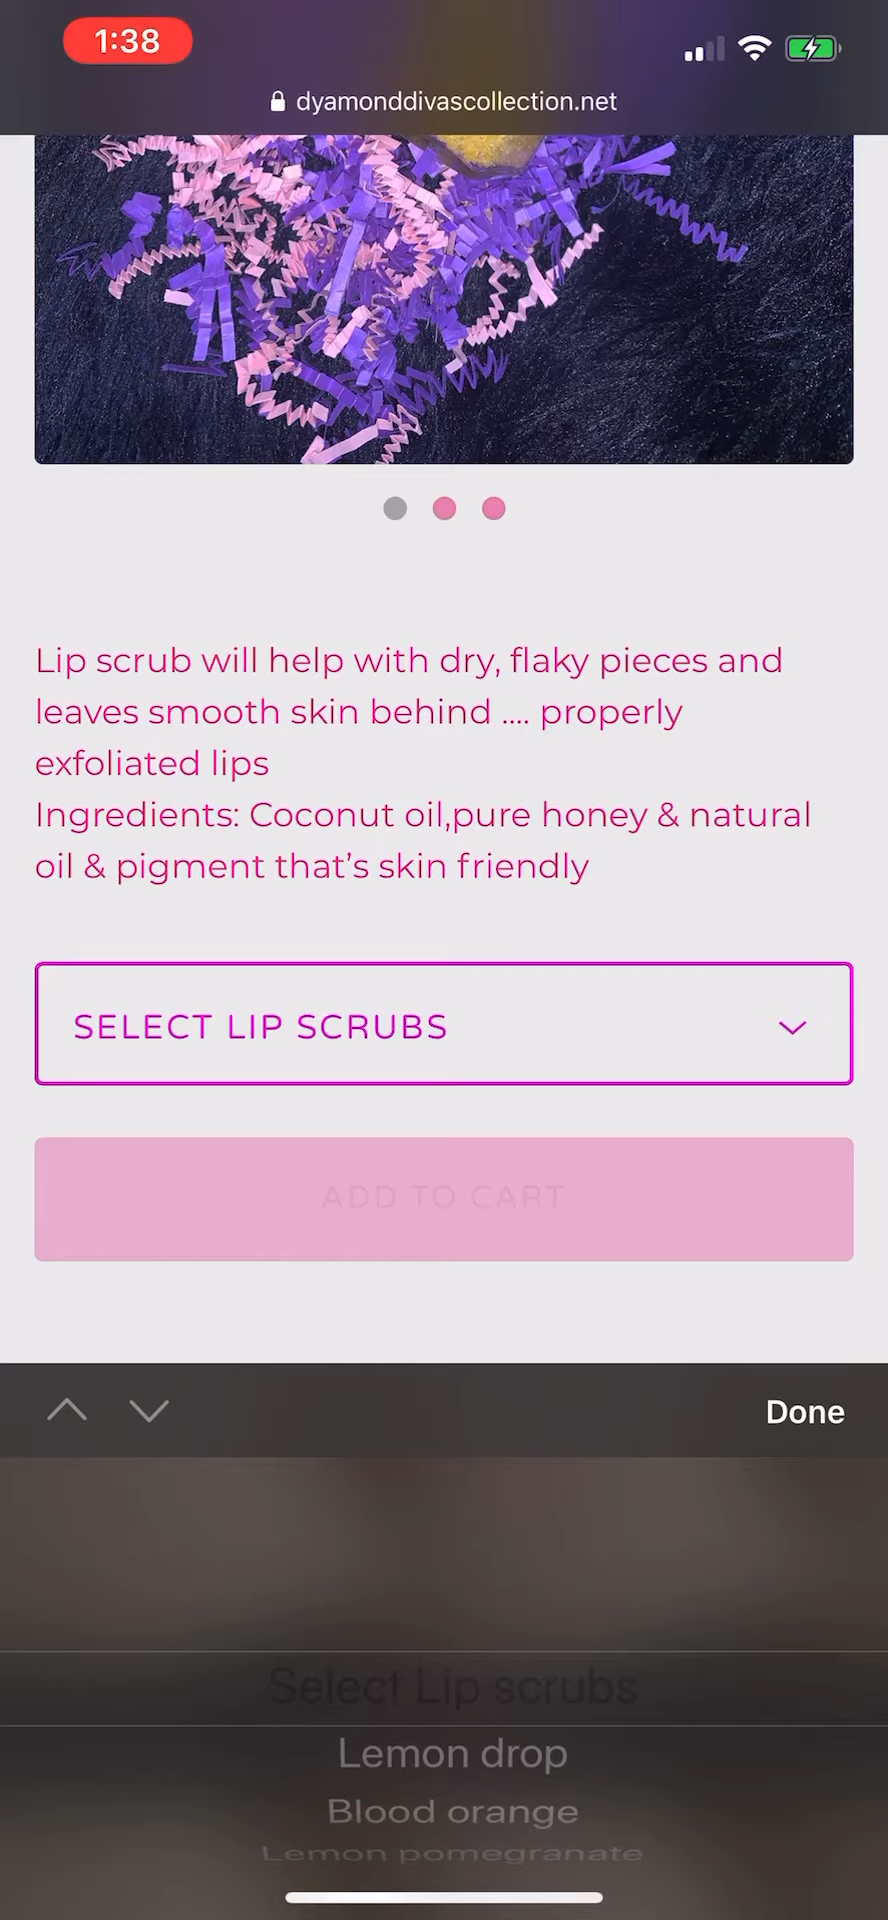 1:38
dyamonddivascollection.net
Lip scrub will help with dry, flaky pieces and
leaves smooth skin behind .... properly
exfoliated lips
Ingredients: Coconut oil,pure honey & natural
oil & pigment that’s skin friendly
SELECT LIP SCRUBS
ADD TO CART
Done
Select Lip scrubs
Lemon drop
Blood orange
Lemon pomegranate